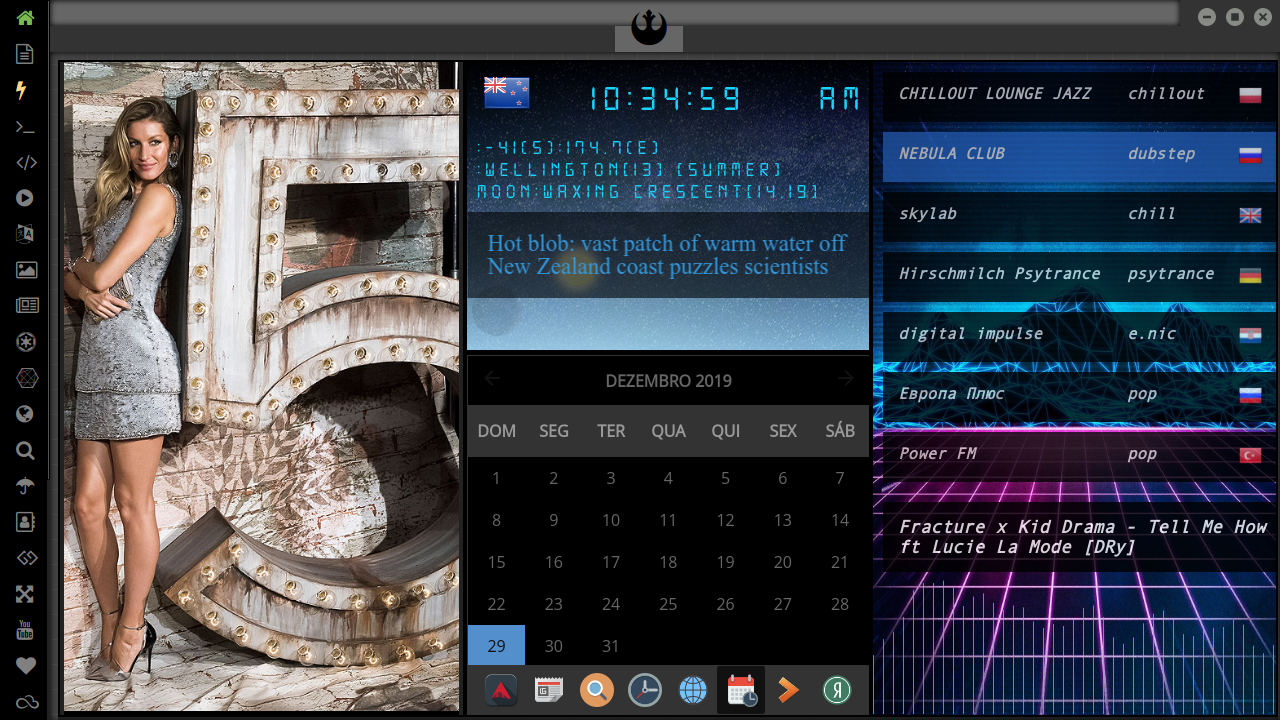 10:34:59 AM
:-41(S):174.7(E)
:WELLINGTON(13) (SUMMER)
MOON:WAXING CRESCENT(14.19)
Hot blob: vast patch of warm water off
New Zealand coast puzzles scientists
DEZEMBRO 2019
DOM SEG TER QUA QUI SEX SÁB
1 2 3 4 5 6 7
8 9 10 11 12 13 14
15 16 17 18 19 20 21
22 23 24 25 26 27 28
29 30 31
CHILLOUT LOUNGE JAZZ chillout
NEBULA CLUB dubstep
skylab chill
Hirschmilch Psytrance psytrance
digital impulse e.nic
Европа Плюс pop
Power FM pop
Fracture x Kid Drama - Tell Me How
ft Lucie La Mode [DRy]
You
Tube
Я